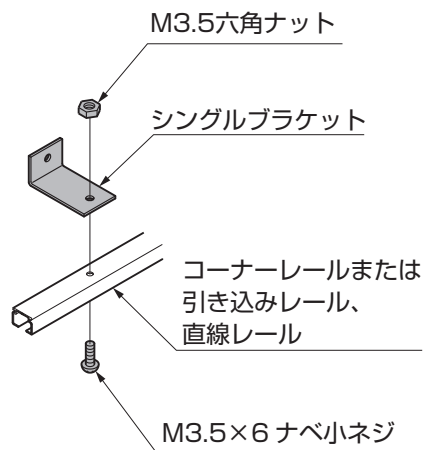 M3.5六角ナット
シングルブラケット
コーナーレールまたは
引き込みレール、
直線レール
M3.5×6 ナベ小ネジ